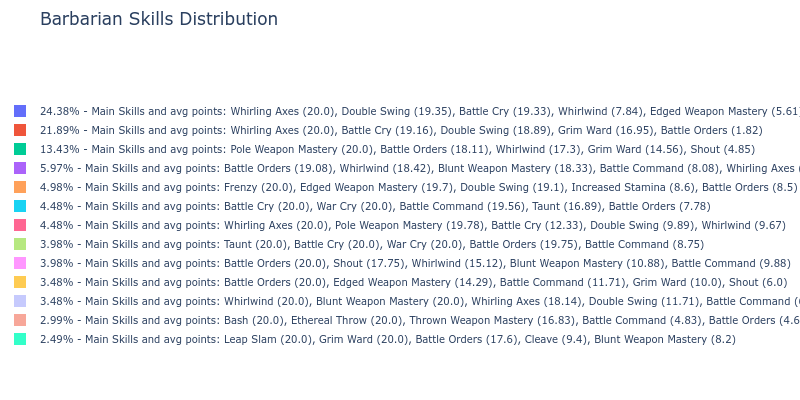 Barbarian Skills Distribution
24.38% - Main Skills and avg points: Whirling Axes (20.0), Double Swing (19.35), Battle Cry (19.33), Whirlwind (7.84), Edged Weapon Mastery (5.61)
21.89% - Main Skills and avg points: Whirling Axes (20.0), Battle Cry (19.16), Double Swing (18.89), Grim Ward (16.95), Battle Orders (1.82)
13.43% - Main Skills and avg points: Pole Weapon Mastery (20.0), Battle Orders (18.11), Whirlwind (17.3), Grim Ward (14.56), Shout (4.85)
5.97% - Main Skills and avg points: Battle Orders (19.08), Whirlwind (18.42), Blunt Weapon Mastery (18.33), Battle Command (8.08), Whirling Axes (
4.98% - Main Skills and avg points: Frenzy (20.0), Edged Weapon Mastery (19.7), Double Swing (19.1), Increased Stamina (8.6), Battle Orders (8.5)
4.48% - Main Skills and avg points: Battle Cry (20.0), War Cry (20.0), Battle Command (19.56), Taunt (16.89), Battle Orders (7.78)
4.48% - Main Skills and avg points: Whirling Axes (20.0), Pole Weapon Mastery (19.78), Battle Cry (12.33), Double Swing (9.89), Whirlwind (9.67)
3.98% - Main Skills and avg points: Taunt (20.0), Battle Cry (20.0), War Cry (20.0), Battle Orders (19.75), Battle Command (8.75)
3.98% - Main Skills and avg points: Battle Orders (20.0), Shout (17.75), Whirlwind (15.12), Blunt Weapon Mastery (10.88), Battle Command (9.88)
3.48% - Main Skills and avg points: Battle Orders (20.0), Edged Weapon Mastery (14.29), Battle Command (11.71), Grim Ward (10.0), Shout (6.0)
3.48% - Main Skills and avg points: Whirlwind (20.0), Blunt Weapon Mastery (20.0), Whirling Axes (18.14), Double Swing (11.71), Battle Command (
2.99% - Main Skills and avg points: Bash (20.0), Ethereal Throw (20.0), Thrown Weapon Mastery (16.83), Battle Command (4.83), Battle Orders (4.6
2.49% - Main Skills and avg points: Leap Slam (20.0), Grim Ward (20.0), Battle Orders (17.6), Cleave (9.4), Blunt Weapon Mastery (8.2)